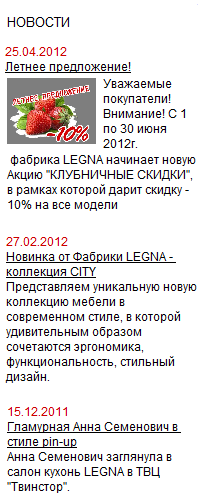 НОВОСТИ
25.04.2012
Летнее предложение!
ЛЕТНЕЕ ПРЕДЛОЖЕНИЕ
-10%
Уважаемые
покупатели!
Внимание! С 1
по 30 июня
2012г.
фабрика LEGNA начинает новую
Акцию "КЛУБНИЧНЫЕ СКИДКИ",
в рамках которой дарит скидку -
10% на все модели
27.02.2012
Новинка от Фабрики LEGNA -
коллекция CITY
Представляем уникальную новую
коллекцию мебели в
современном стиле, в которой
удивительным образом
сочетаются эргономика,
функциональность, стильный
дизайн.
15.12.2011
Гламурная Анна Семенович в
стиле pin-up
Анна Семенович заглянула в
салон кухонь LEGNA в ТВЦ
"Твинстор".